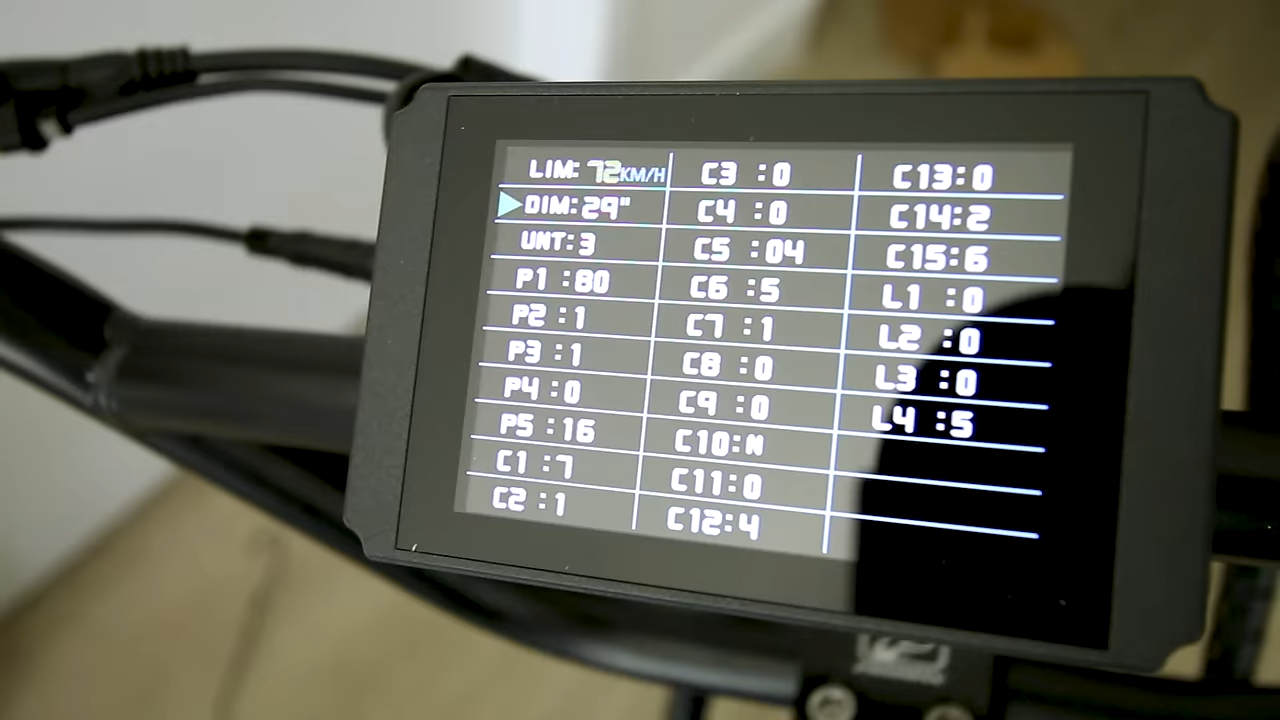 LIM: 72KM/H
DIM:29"
UNT:3
P1 :80
P2 :1
P3 :1
P4 :0
P5 :16
C1 :7
C2 :1
C3 :0
C4 :0
C5 :04
C6 :5
C7 :1
C8 :0
C9 :0
C10:N
C11:0
C12:4
C13:0
C14:2
C15:6
L1 :0
L2 :0
L3 :0
L4 :5